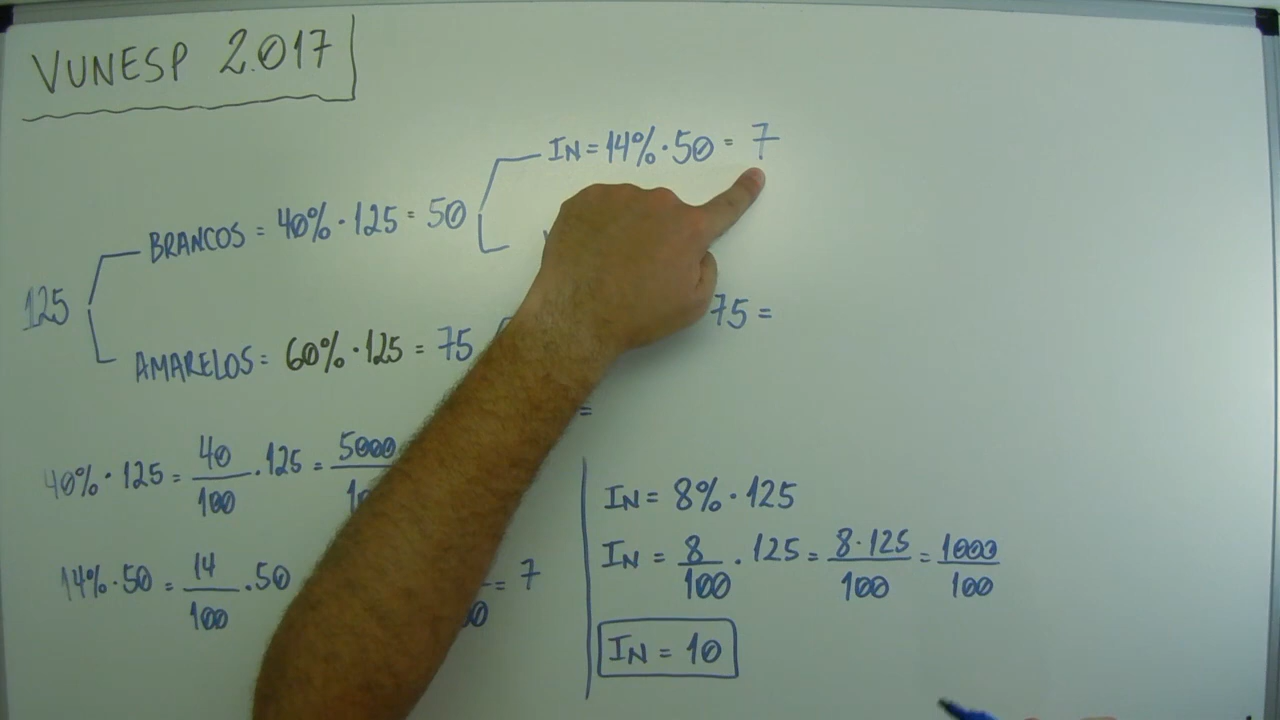 VUNESP 2.017
IN = 14% · 50 = 7
BRANCOS = 40% · 125 = 50
125
75 =
AMARELOS = 60% · 125 = 75
=
40% · 125 = 40/100 · 125 = 5000
14% · 50 = 14/100 · 50
= 7
IN = 8% · 125
IN = 8/100 · 125 = 8 · 125/100 = 1000/100
IN = 10